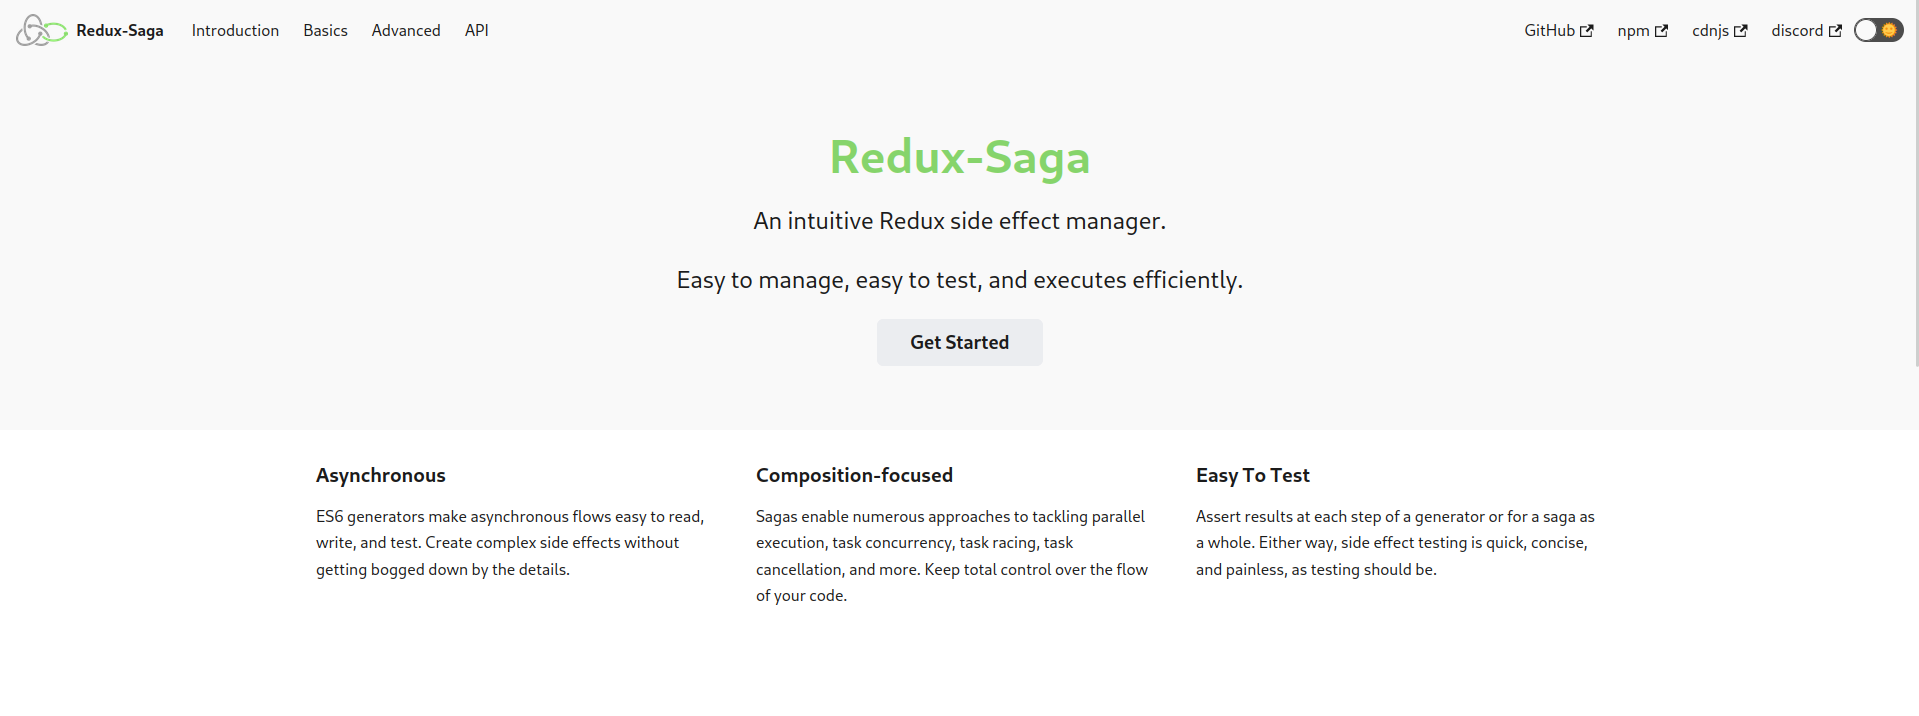 Redux-Saga Introduction Basics Advanced API GitHub npm cdnjs discord
Redux-Saga
An intuitive Redux side effect manager.
Easy to manage, easy to test, and executes efficiently.
Get Started
Asynchronous
ES6 generators make asynchronous flows easy to read,
write, and test. Create complex side effects without
getting bogged down by the details.
Composition-focused
Sagas enable numerous approaches to tackling parallel
execution, task concurrency, task racing, task
cancellation, and more. Keep total control over the flow
of your code.
Easy To Test
Assert results at each step of a generator or for a saga as
a whole. Either way, side effect testing is quick, concise,
and painless, as testing should be.